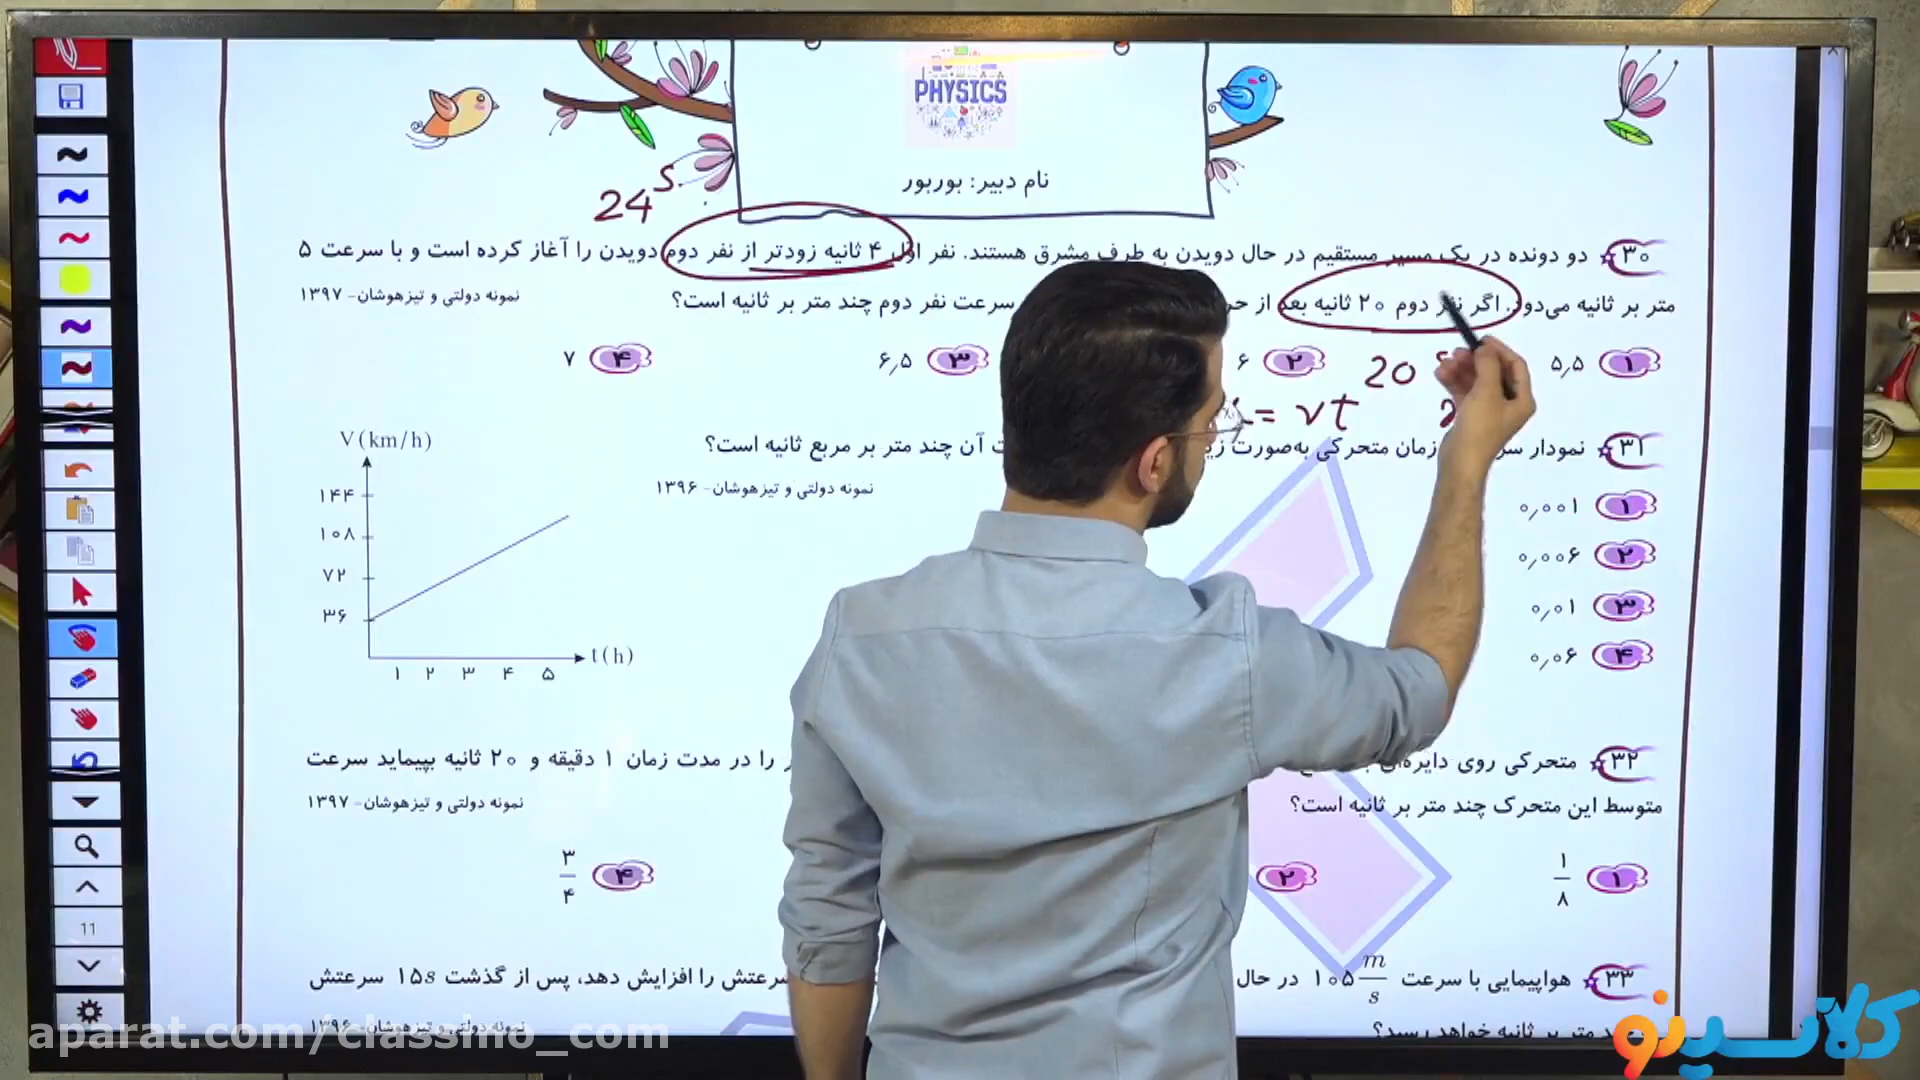 PHYSICS
نام دبیر: بوربور
24 s
۳۰ دو دونده در یک مسیر مستقیم در حال دویدن به طرف مشرق هستند. نفر اول ۴ ثانیه زودتر از نفر دوم دویدن را آغاز کرده است و با سرعت ۵
متر بر ثانیه می‌دود. اگر نفر دوم ۲۰ ثانیه بعد از سرعت نفر دوم چند متر بر ثانیه است؟
نمونه دولتی و تیزهوشان- ۱۳۹۷
۱ ۵٫۵
۲ ۶
۳ ۶٫۵
۴ ۷
20
= vt
۳۱ نمودار زمان متحرکی به‌صورت آن چند متر بر مربع ثانیه است؟
نمونه دولتی و تیزهوشان- ۱۳۹۶
۱ ۰٫۰۰۱
۲ ۰٫۰۰۶
۳ ۰٫۰۱
۴ ۰٫۰۶
V(km/h)
۱۴۴
۱۰۸
۷۲
۳۶
۱ ۲ ۳ ۴ ۵
t(h)
۳۲ متحرکی روی را در مدت زمان ۱ دقیقه و ۲۰ ثانیه بپیماید سرعت
متوسط این متحرک چند متر بر ثانیه است؟
نمونه دولتی و تیزهوشان- ۱۳۹۷
۱ ۱/۸
۲
۴ ۳/۴
۳۳ هواپیمایی با سرعت ۱۰۵ m/s در حال سرعتش را افزایش دهد، پس از گذشت ۱۵s سرعتش
متر بر ثانیه خواهد رسید؟
نمونه دولتی و تیزهوشان- ۱۳۹۶
11
aparat.com/classino_com
کلاسینو